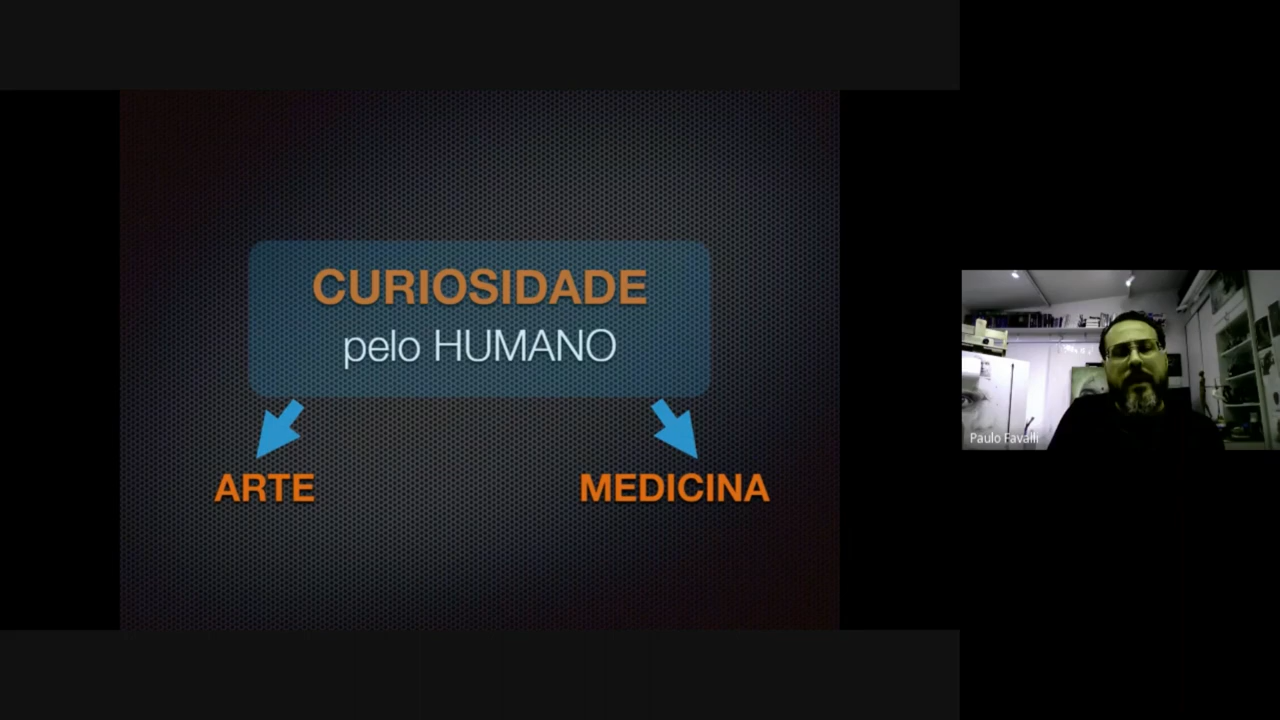 CURIOSIDADE
pelo HUMANO
ARTE
MEDICINA
Paulo Favalli